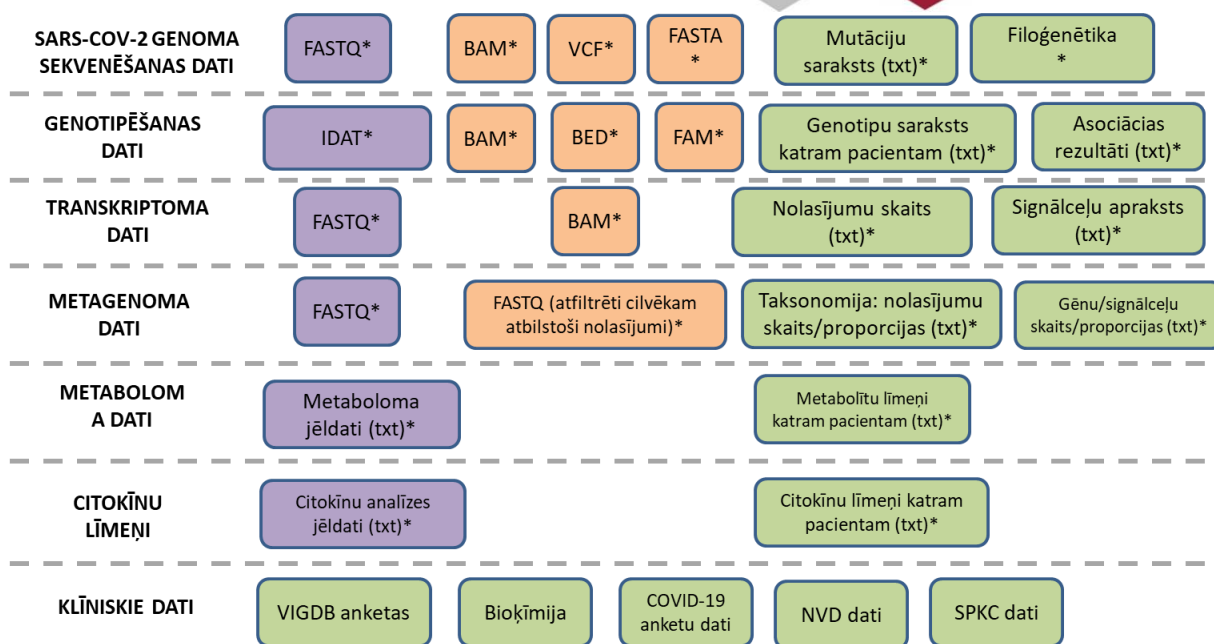 SARS-COV-2 GENOMA
SEKVENĒŠANAS DATI
FASTQ*
BAM*
VCF*
FASTA
*
Mutāciju
saraksts (txt)*
Filoģenētika
*
GENOTIPĒŠANAS
DATI
IDAT*
BAM*
BED*
FAM*
Genotipu saraksts
katram pacientam (txt)*
Asociācias
rezultāti (txt)*
TRANSKRIPTOMA
DATI
FASTQ*
BAM*
Nolasījumu skaits
(txt)*
Signālceļu apraksts
(txt)*
METAGENOMA
DATI
FASTQ*
FASTQ (atfiltrēti cilvēkam
atbilstoši nolasījumi)*
Taksonomija: nolasījumu
skaits/proporcijas (txt)*
Gēnu/signālceļu
skaits/proporcijas (txt)*
METABOLOM
A DATI
Metaboloma
jēldati (txt)*
Metabolītu līmeņi
katram pacientam (txt)*
CITOKĪNU
LĪMEŅI
Citokīnu analīzes
jēldati (txt)*
Citokīnu līmeņi katram
pacientam (txt)*
KLĪNISKIE DATI
VIGDB anketas
Bioķīmija
COVID-19
anketu dati
NVD dati
SPKC dati